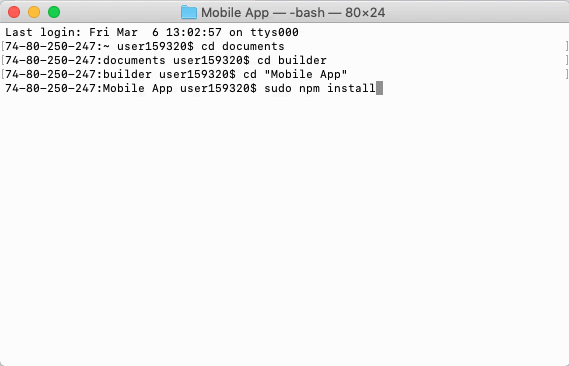 Mobile App — -bash — 80×24
Last login: Fri Mar  6 13:02:57 on ttys000
[74-80-250-247:~ user159320$ cd documents ]
[74-80-250-247:documents user159320$ cd builder ]
[74-80-250-247:builder user159320$ cd "Mobile App" ]
74-80-250-247:Mobile App user159320$ sudo npm install